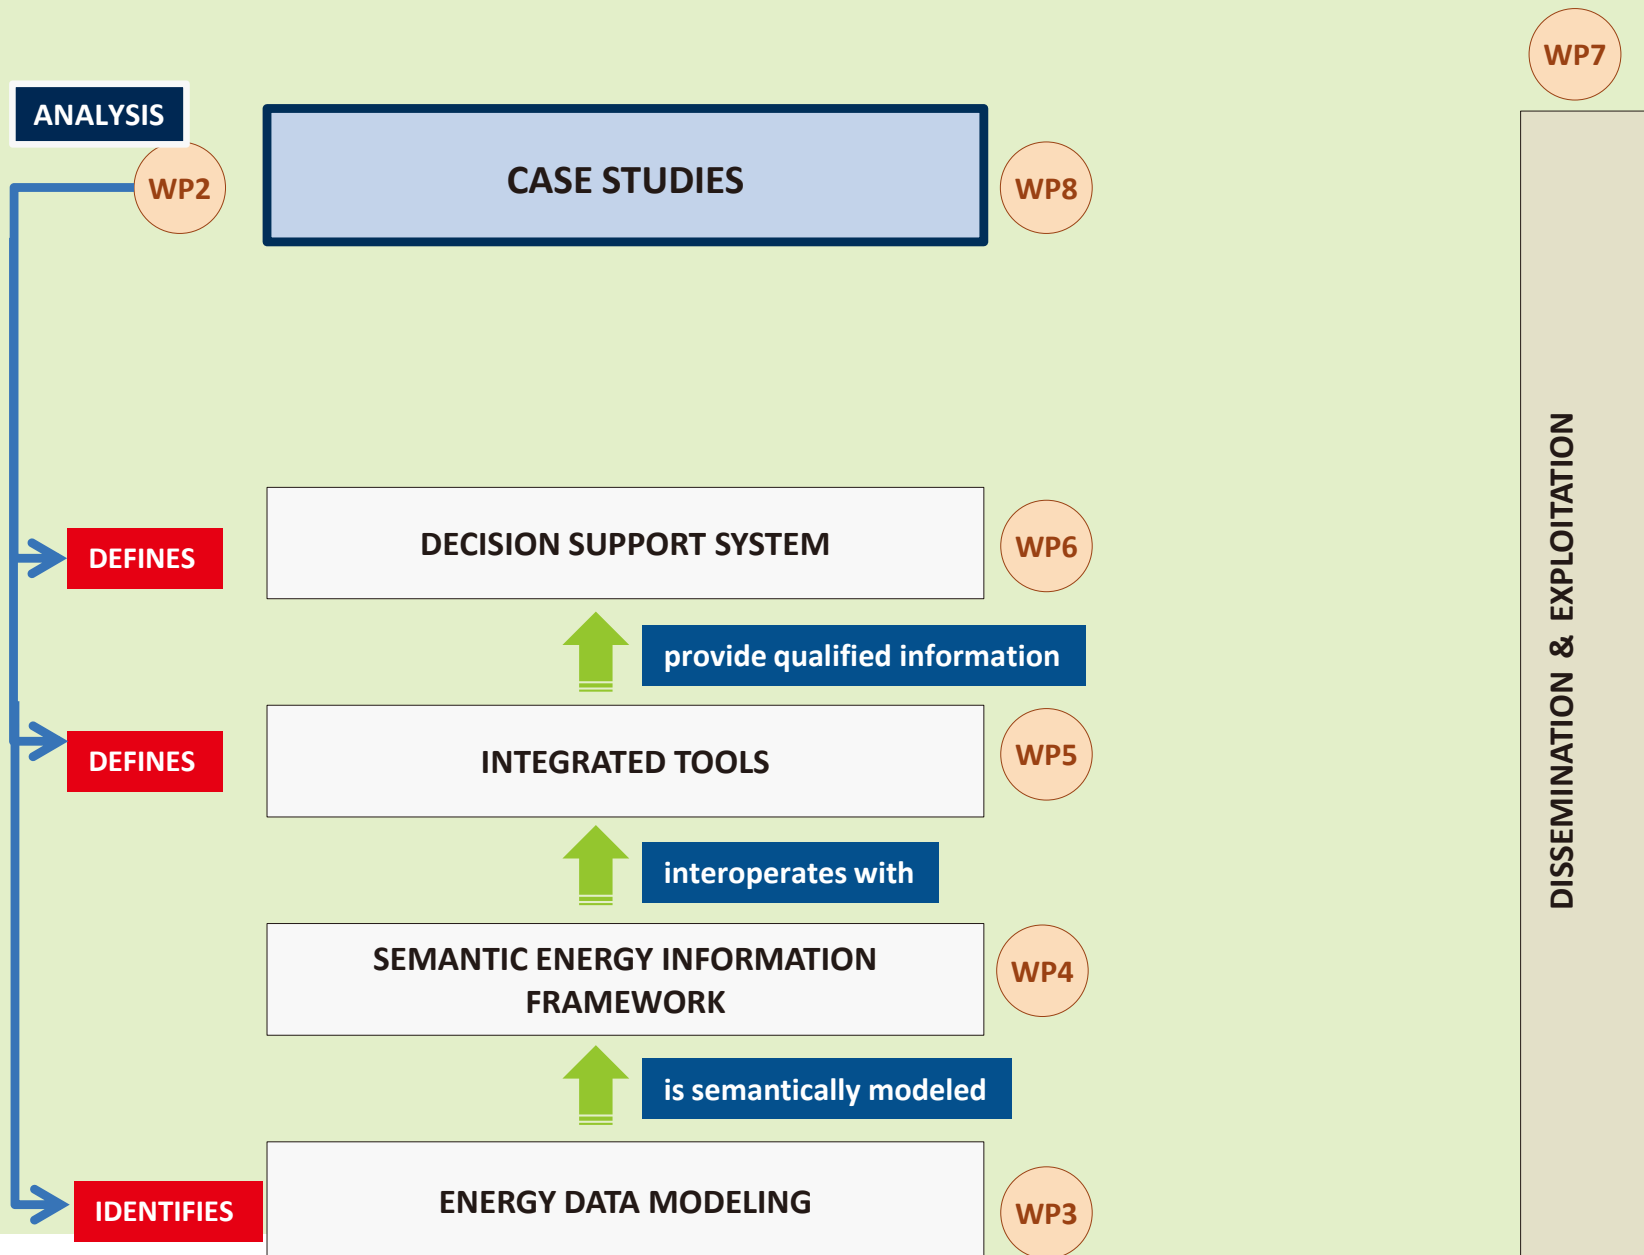 WP7
ANALYSIS
WP2
CASE STUDIES
WP8
DEFINES
DECISION SUPPORT SYSTEM
WP6
provide qualified information
DEFINES
INTEGRATED TOOLS
WP5
interoperates with
SEMANTIC ENERGY INFORMATION
FRAMEWORK
WP4
is semantically modeled
IDENTIFIES
ENERGY DATA MODELING
WP3
DISSEMINATION & EXPLOITATION